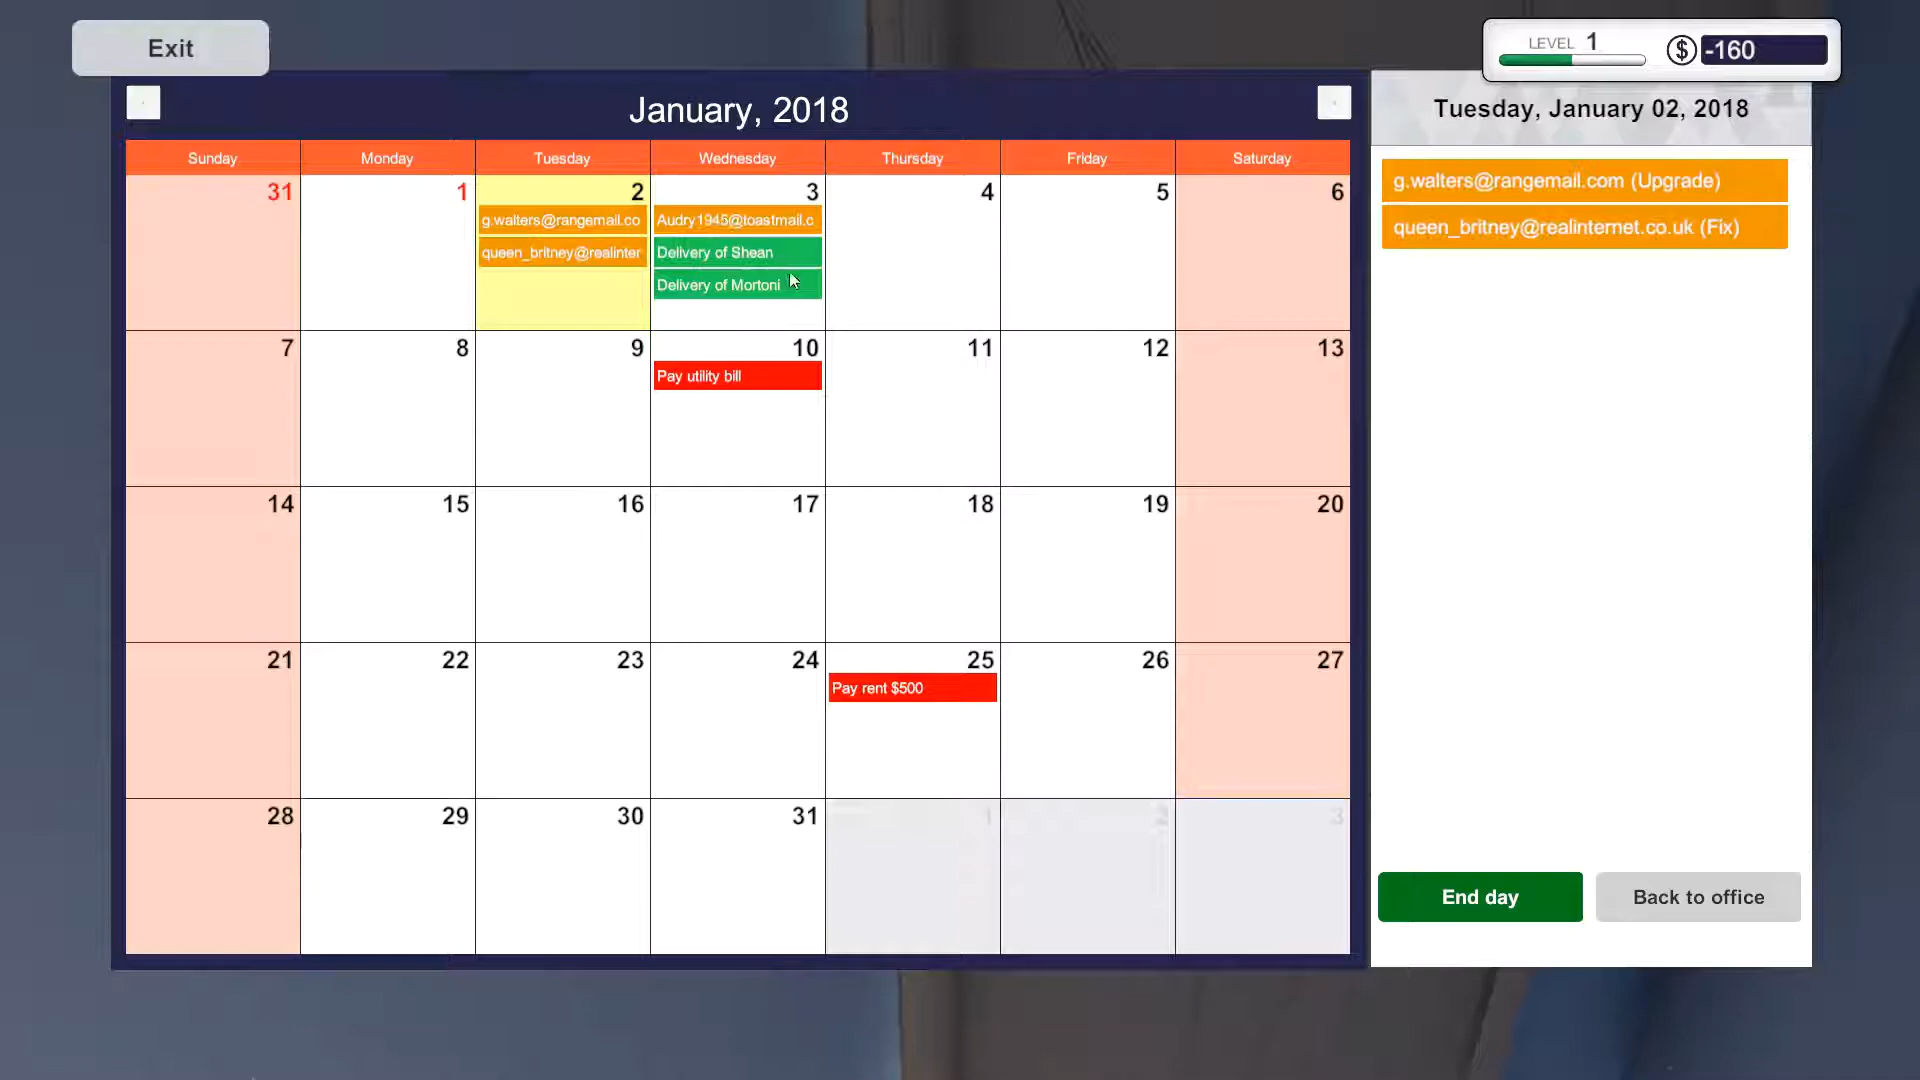 Exit
LEVEL 1
$ -160
January, 2018
Tuesday, January 02, 2018
Sunday Monday Tuesday Wednesday Thursday Friday Saturday
31 1 2 3 4 5 6
g.walters@rangemail.co
queen_britney@realinter
Audry1945@toastmail.c
Delivery of Shean
Delivery of Mortoni
7 8 9 10 11 12 13
Pay utility bill
14 15 16 17 18 19 20
21 22 23 24 25 26 27
Pay rent $500
28 29 30 31 1 2 3
g.walters@rangemail.com (Upgrade)
queen_britney@realinternet.co.uk (Fix)
End day
Back to office